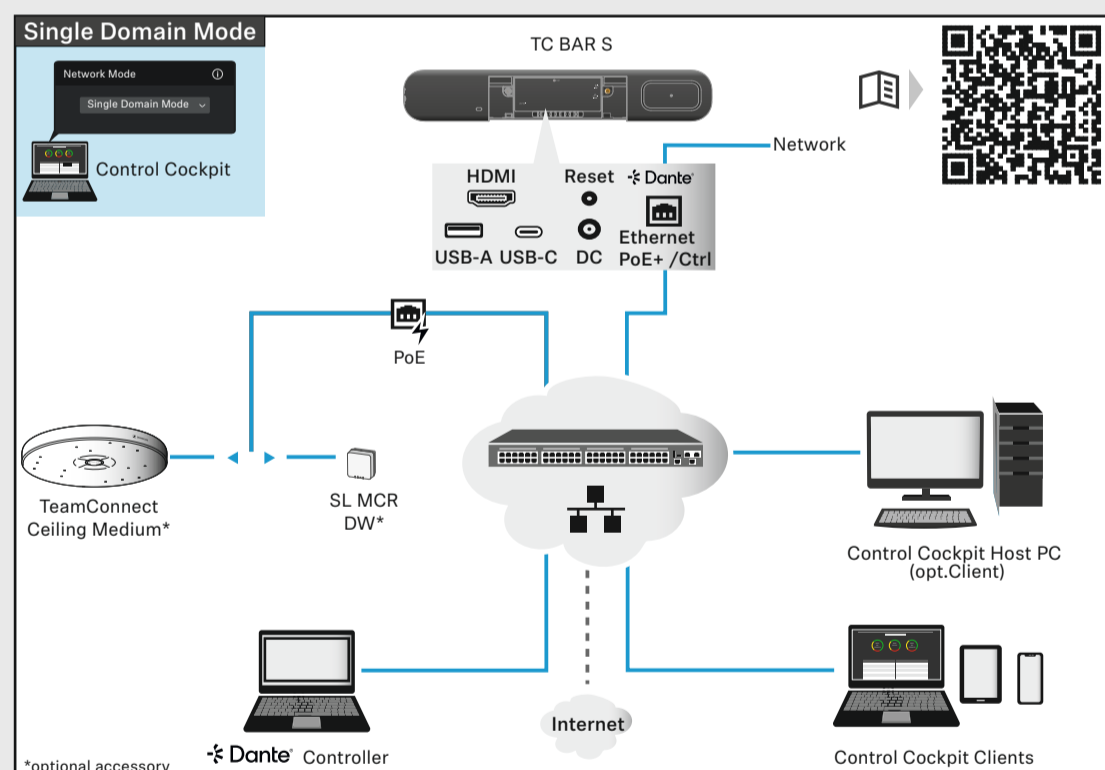 Single Domain Mode
Network Mode
Single Domain Mode
Control Cockpit
TC BAR S
Network
HDMI
Reset
Dante®
USB-A
USB-C
DC
Ethernet
PoE+ /Ctrl
PoE
TeamConnect
Ceiling Medium*
SL MCR
DW*
Control Cockpit Host PC
(opt.Client)
Internet
Dante® Controller
Control Cockpit Clients
*optional accessory